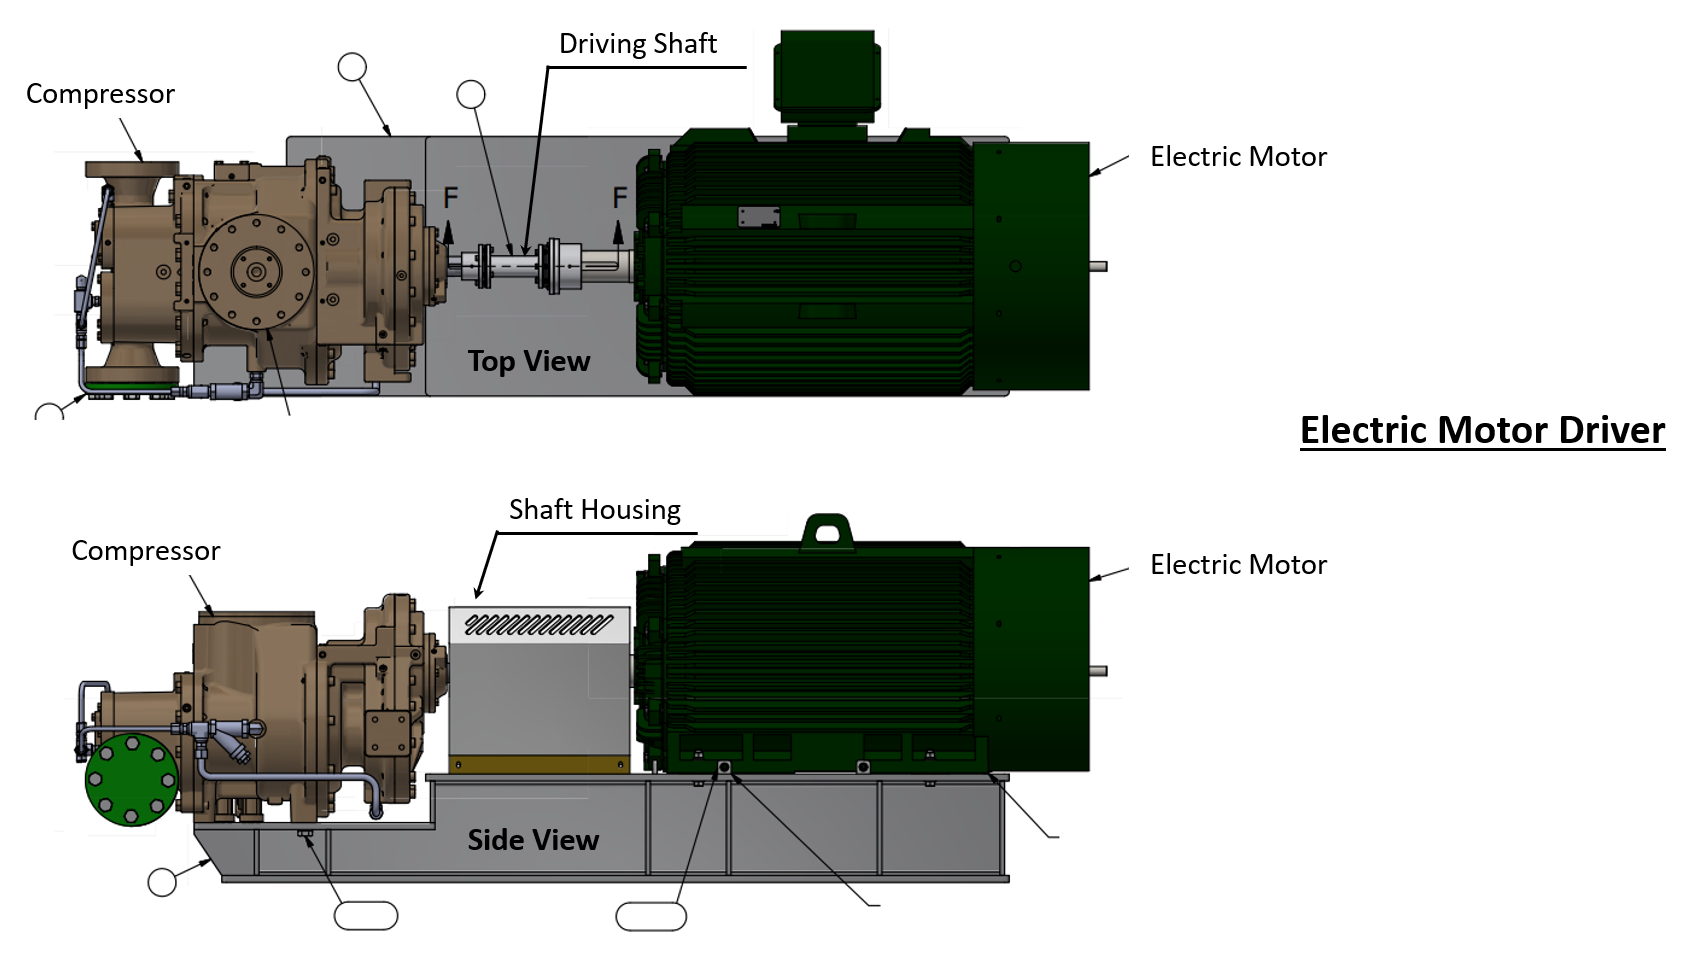 Driving Shaft
Compressor
Electric Motor
F F
Top View
Electric Motor Driver
Shaft Housing
Compressor
Electric Motor
Side View